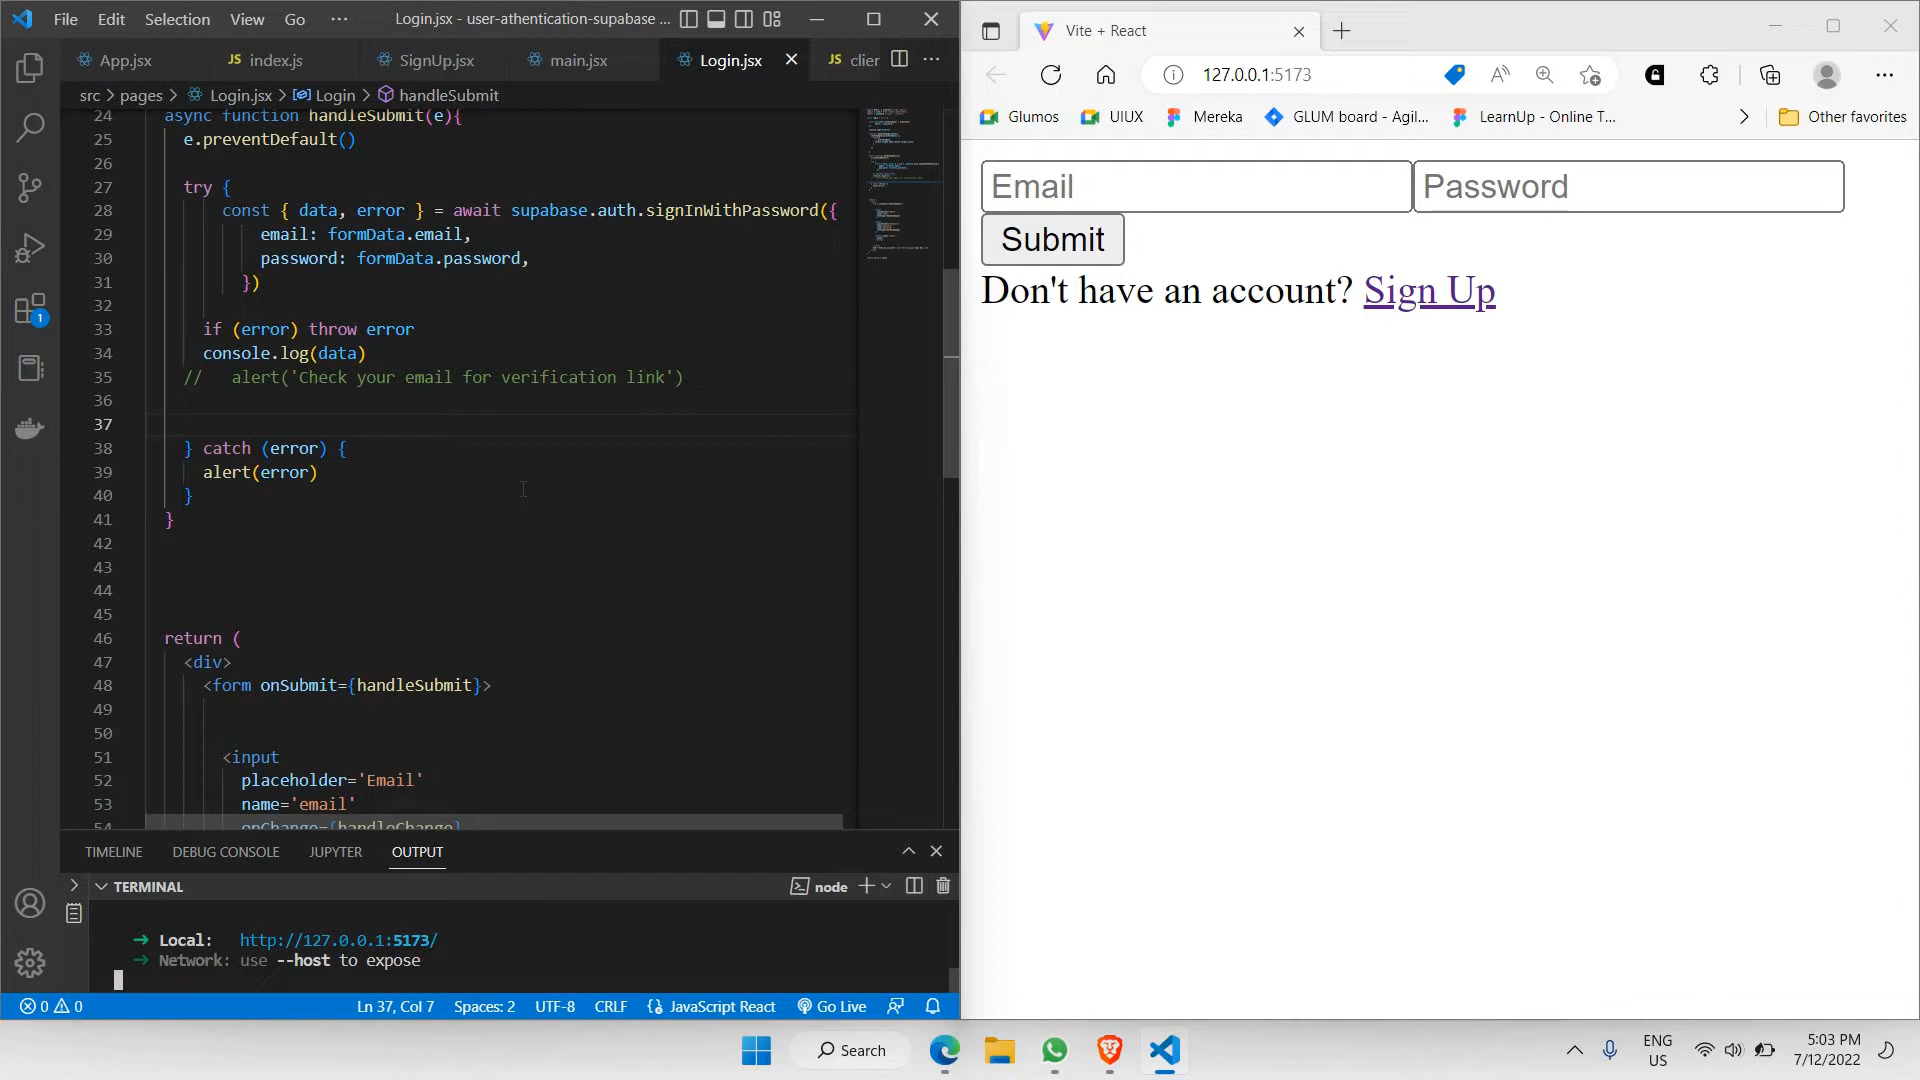 File Edit Selection View Go ··· Login.jsx - user-athentication-supabase ...
App.jsx JS index.js SignUp.jsx main.jsx Login.jsx JS clier
src > pages > Login.jsx > Login > handleSubmit
24 async function handleSubmit(e){
25 e.preventDefault()
26
27 try {
28 const { data, error } = await supabase.auth.signInWithPassword({
29 email: formData.email,
30 password: formData.password,
31 })
32
33 if (error) throw error
34 console.log(data)
35 // alert('Check your email for verification link')
36
37
38 } catch (error) {
39 alert(error)
40 }
41 }
42
43
44
45
46 return (
47 <div>
48 <form onSubmit={handleSubmit}>
49
50
51 <input
52 placeholder='Email'
53 name='email'
54 onChange={handleChange}
1
TIMELINE DEBUG CONSOLE JUPYTER OUTPUT
TERMINAL node
➜ Local: http://127.0.0.1:5173/
➜ Network: use --host to expose
0 0 Ln 37, Col 7 Spaces: 2 UTF-8 CRLF JavaScript React Go Live
Vite + React
127.0.0.1:5173
Glumos UIUX Mereka GLUM board - Agil... LearnUp - Online T... Other favorites
Email Password
Submit
Don't have an account? Sign Up
Search
ENG
US
5:03 PM
7/12/2022